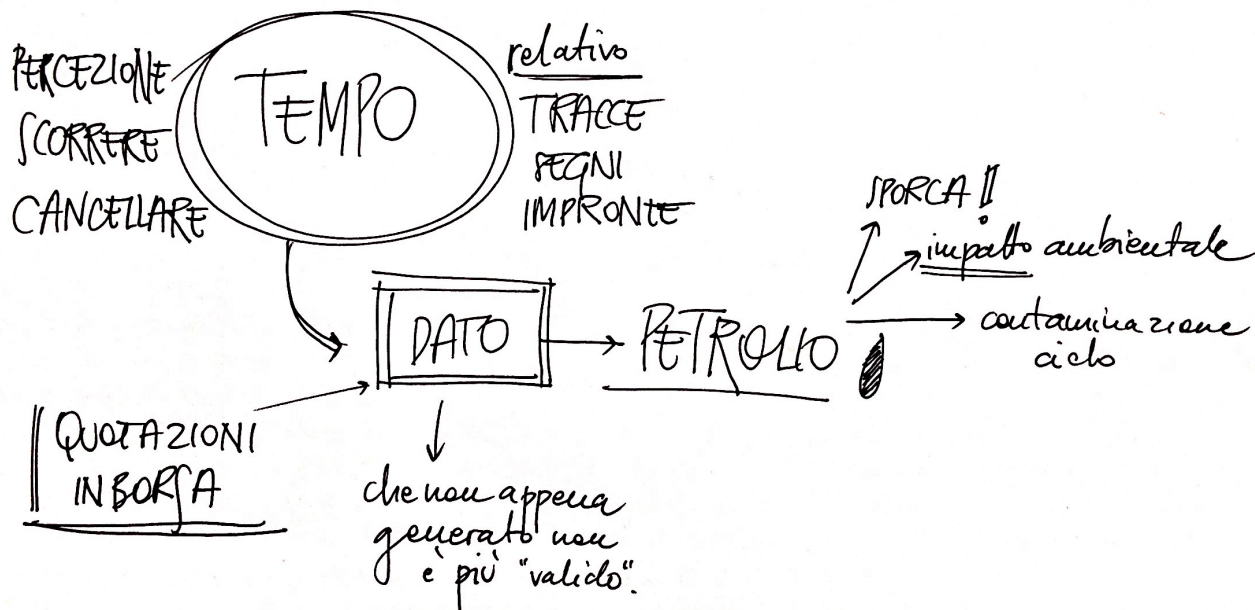 PERCEZIONE
SCORRERE
CANCELLARE
TEMPO
relativo
TRACCE
SEGNI
IMPRONTE
SPORCA!!
impatto ambientale
contaminazione
ciclo
DATO
PETROLIO
QUOTAZIONI
IN BORSA
che non appena
generato non
è più "valido".